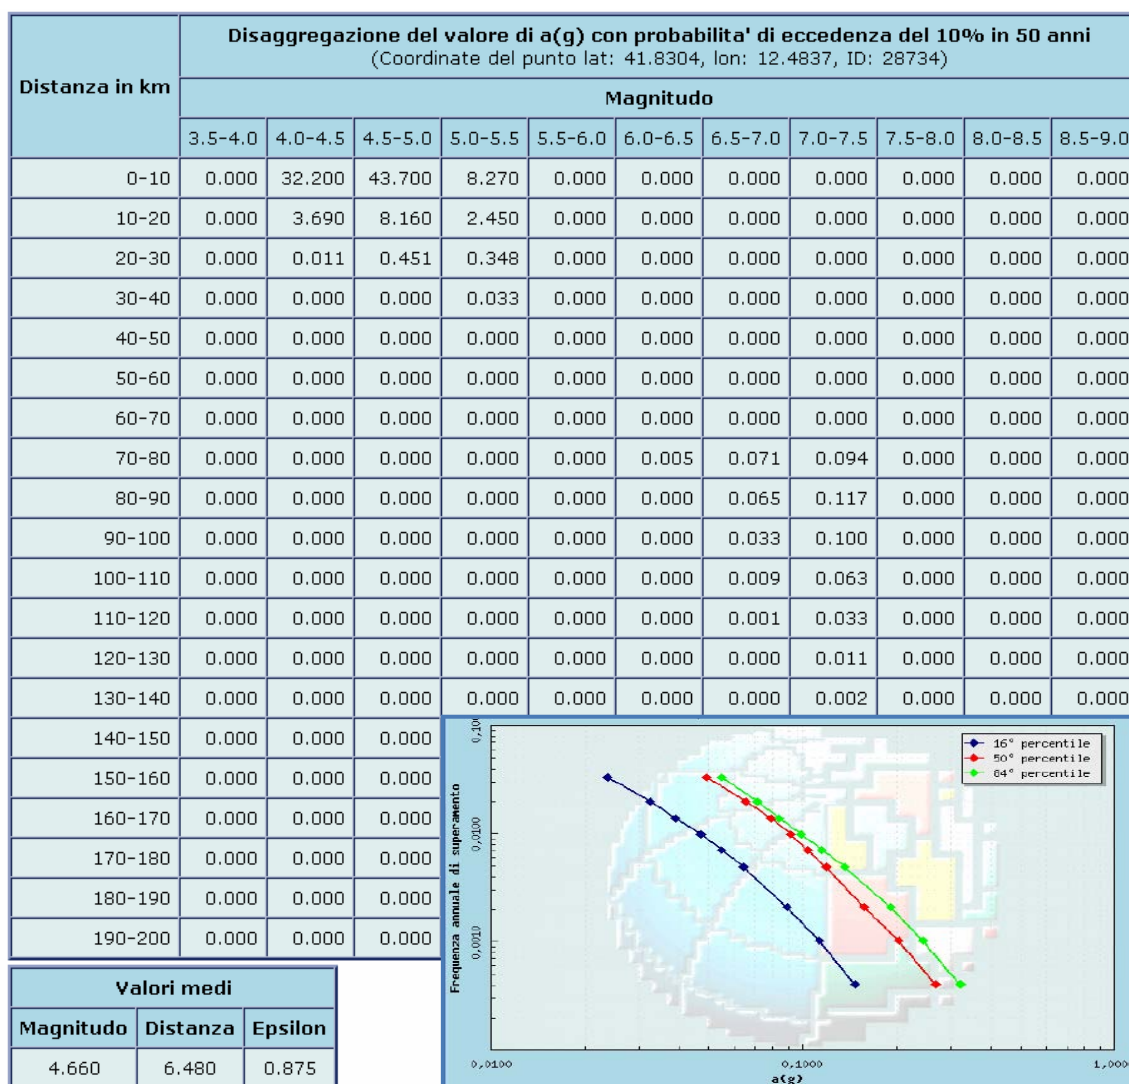 Distanza in km
Disaggregazione del valore di a(g) con probabilita' di eccedenza del 10% in 50 anni
(Coordinate del punto lat: 41.8304, lon: 12.4837, ID: 28734)
Magnitudo
3.5-4.0 4.0-4.5 4.5-5.0 5.0-5.5 5.5-6.0 6.0-6.5 6.5-7.0 7.0-7.5 7.5-8.0 8.0-8.5 8.5-9.0
0-10 0.000 32.200 43.700 8.270 0.000 0.000 0.000 0.000 0.000 0.000 0.000
10-20 0.000 3.690 8.160 2.450 0.000 0.000 0.000 0.000 0.000 0.000 0.000
20-30 0.000 0.011 0.451 0.348 0.000 0.000 0.000 0.000 0.000 0.000 0.000
30-40 0.000 0.000 0.000 0.033 0.000 0.000 0.000 0.000 0.000 0.000 0.000
40-50 0.000 0.000 0.000 0.000 0.000 0.000 0.000 0.000 0.000 0.000 0.000
50-60 0.000 0.000 0.000 0.000 0.000 0.000 0.000 0.000 0.000 0.000 0.000
60-70 0.000 0.000 0.000 0.000 0.000 0.000 0.000 0.000 0.000 0.000 0.000
70-80 0.000 0.000 0.000 0.000 0.000 0.005 0.071 0.094 0.000 0.000 0.000
80-90 0.000 0.000 0.000 0.000 0.000 0.000 0.065 0.117 0.000 0.000 0.000
90-100 0.000 0.000 0.000 0.000 0.000 0.000 0.033 0.100 0.000 0.000 0.000
100-110 0.000 0.000 0.000 0.000 0.000 0.000 0.009 0.063 0.000 0.000 0.000
110-120 0.000 0.000 0.000 0.000 0.000 0.000 0.001 0.033 0.000 0.000 0.000
120-130 0.000 0.000 0.000 0.000 0.000 0.000 0.000 0.011 0.000 0.000 0.000
130-140 0.000 0.000 0.000 0.000 0.000 0.000 0.000 0.002 0.000 0.000 0.000
140-150 0.000 0.000 0.000
150-160 0.000 0.000 0.000
160-170 0.000 0.000 0.000
170-180 0.000 0.000 0.000
180-190 0.000 0.000 0.000
190-200 0.000 0.000 0.000
Valori medi
Magnitudo Distanza Epsilon
4.660 6.480 0.875
16° percentile
50° percentile
84° percentile
Frequenza annuale di superamento
0,0100
0,0010
0,0100 0,1000
a(g)